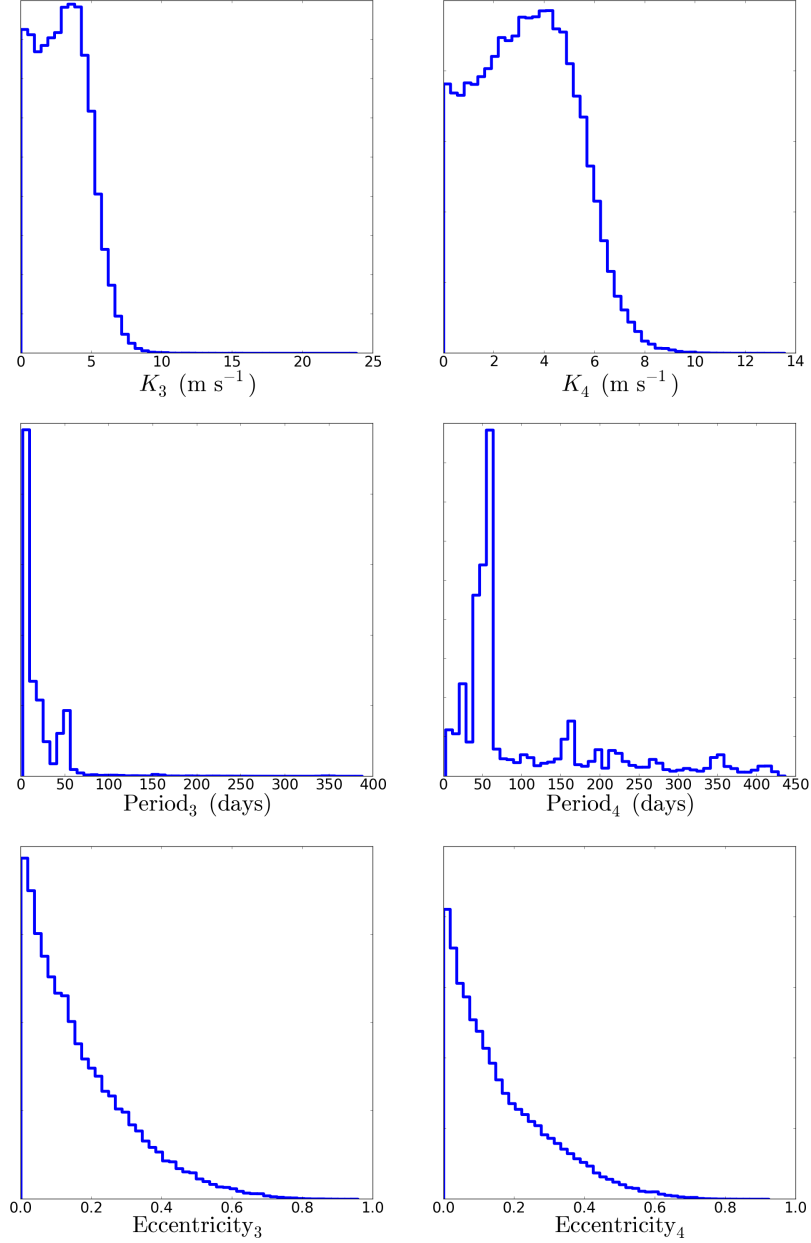 0 5 10 15 20 25
K₃ (m s⁻¹)
0 2 4 6 8 10 12 14
K₄ (m s⁻¹)
0 50 100 150 200 250 300 350 400
Period₃ (days)
0 50 100 150 200 250 300 350 400 450
Period₄ (days)
0.0 0.2 0.4 0.6 0.8 1.0
Eccentricity₃
0.0 0.2 0.4 0.6 0.8 1.0
Eccentricity₄